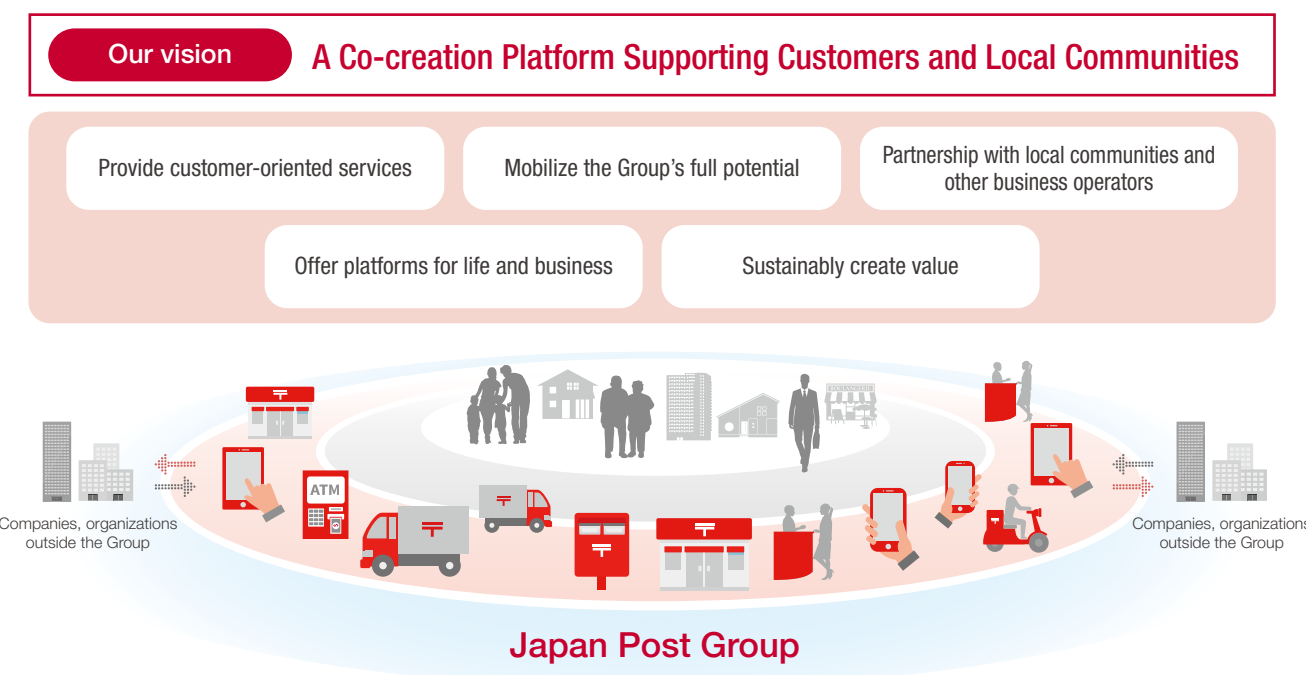 Our vision
A Co-creation Platform Supporting Customers and Local Communities
Provide customer-oriented services
Mobilize the Group's full potential
Partnership with local communities and
other business operators
Offer platforms for life and business
Sustainably create value
BOULANGERIE
ATM
Companies, organizations
outside the Group
Companies, organizations
outside the Group
Japan Post Group